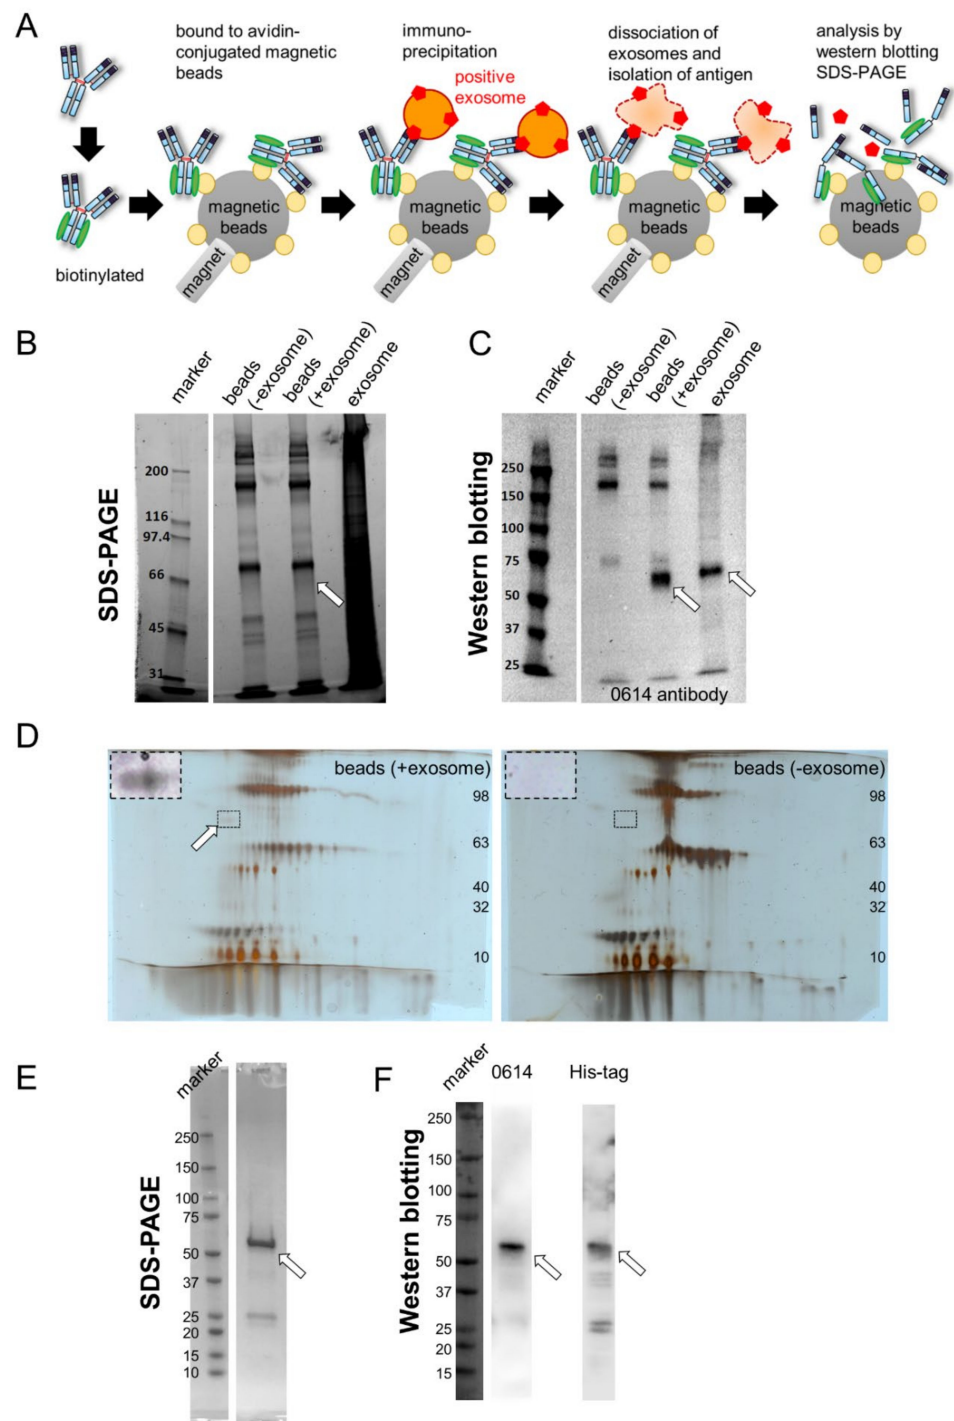 A
bound to avidin-
conjugated magnetic
beads
immuno-
precipitation
positive
exosome
dissociation of
exosomes and
isolation of antigen
analysis by
western blotting
SDS-PAGE
magnetic
beads
magnet
magnetic
beads
magnet
magnetic
beads
magnet
magnetic
beads
biotinylated
B
marker
beads
(-exosome)
beads
(+exosome)
exosome
SDS-PAGE
200
116
97.4
66
45
31
C
marker
beads
(-exosome)
beads
(+exosome)
exosome
Western blotting
250
150
100
75
50
37
25
0614 antibody
D
beads (+exosome)
98
63
40
32
10
beads (-exosome)
98
63
40
32
10
E
marker
SDS-PAGE
250
150
100
75
50
37
25
20
15
10
F
marker
0614
His-tag
Western blotting
250
150
100
75
50
37
25
20
15